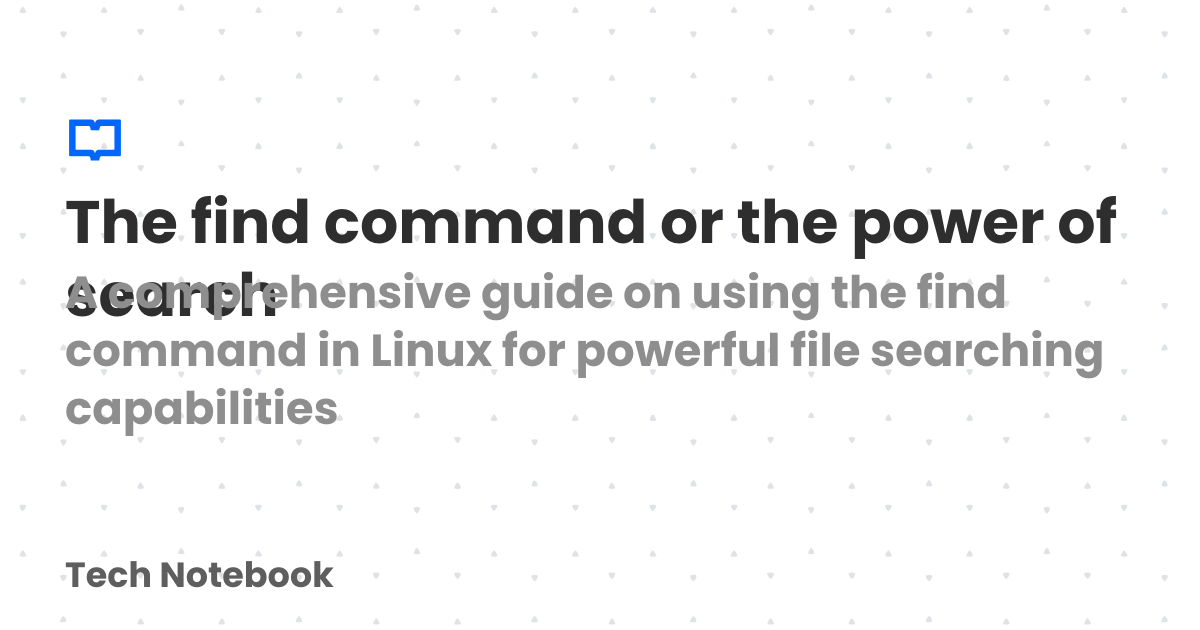 The find command or the power of
search
A comprehensive guide on using the find
command in Linux for powerful file searching
capabilities
Tech Notebook